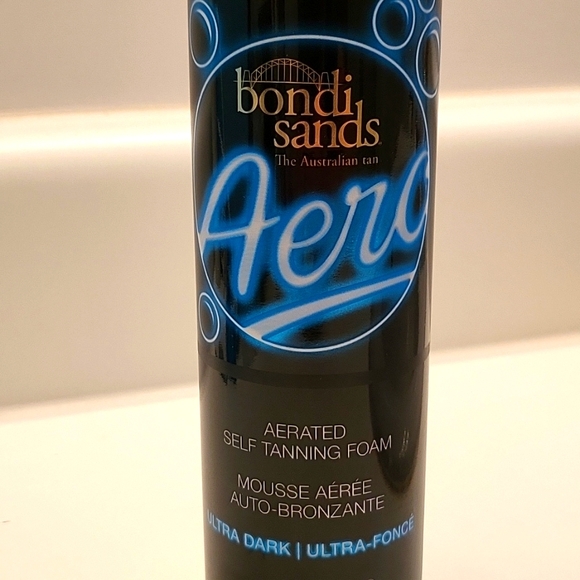 bondi
sands
The Australian tan
Aero
AERATED
SELF TANNING FOAM
MOUSSE AÉRÉE
AUTO-BRONZANTE
ULTRA DARK | ULTRA-FONCÉ